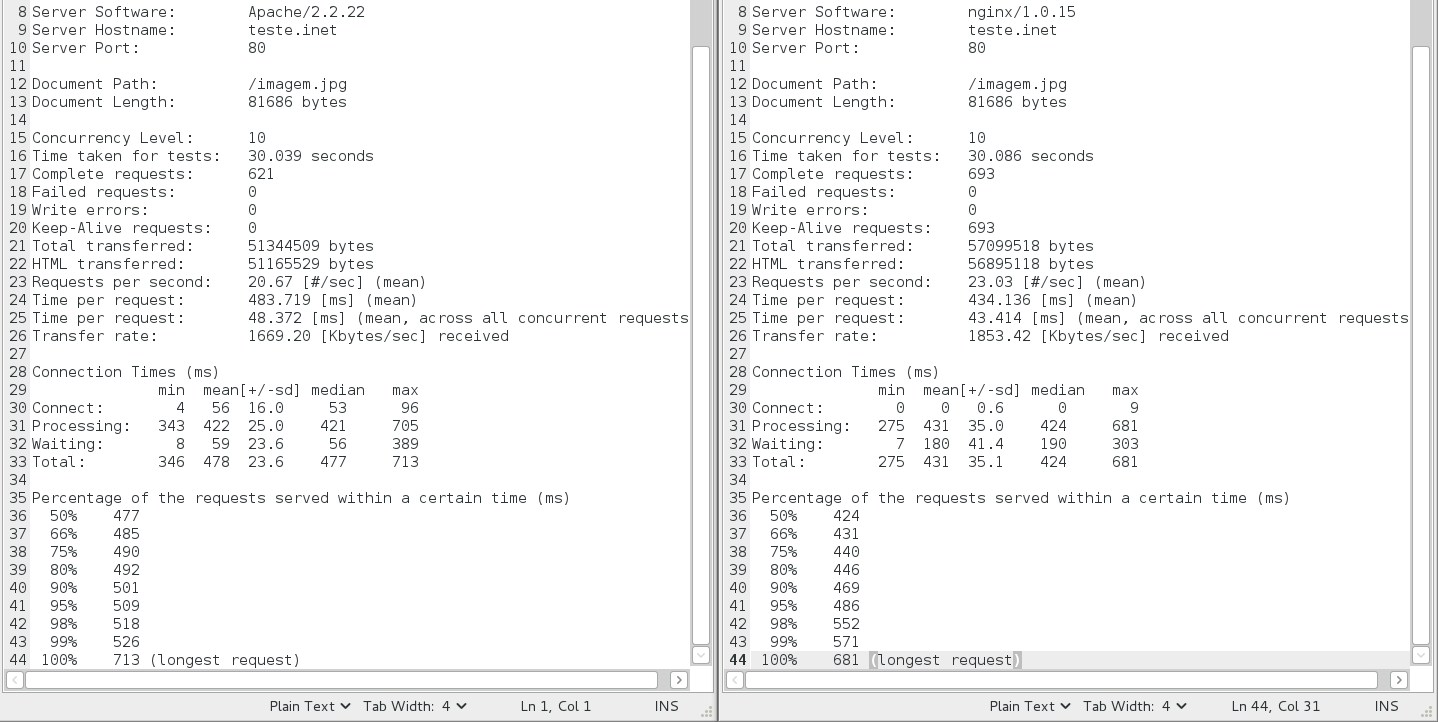 8 Server Software:        Apache/2.2.22
9 Server Hostname:        teste.inet
10 Server Port:            80
11
12 Document Path:          /imagem.jpg
13 Document Length:        81686 bytes
14
15 Concurrency Level:      10
16 Time taken for tests:   30.039 seconds
17 Complete requests:      621
18 Failed requests:        0
19 Write errors:           0
20 Keep-Alive requests:    0
21 Total transferred:      51344509 bytes
22 HTML transferred:       51165529 bytes
23 Requests per second:    20.67 [#/sec] (mean)
24 Time per request:       483.719 [ms] (mean)
25 Time per request:       48.372 [ms] (mean, across all concurrent requests
26 Transfer rate:          1669.20 [Kbytes/sec] received
27
28 Connection Times (ms)
29               min  mean[+/-sd] median   max
30 Connect:        4   56  16.0     53      96
31 Processing:   343  422  25.0    421     705
32 Waiting:        8   59  23.6     56     389
33 Total:        346  478  23.6    477     713
34
35 Percentage of the requests served within a certain time (ms)
36   50%    477
37   66%    485
38   75%    490
39   80%    492
40   90%    501
41   95%    509
42   98%    518
43   99%    526
44  100%    713 (longest request)
Plain Text Tab Width: 4 Ln 1, Col 1 INS
8 Server Software:        nginx/1.0.15
9 Server Hostname:        teste.inet
10 Server Port:            80
11
12 Document Path:          /imagem.jpg
13 Document Length:        81686 bytes
14
15 Concurrency Level:      10
16 Time taken for tests:   30.086 seconds
17 Complete requests:      693
18 Failed requests:        0
19 Write errors:           0
20 Keep-Alive requests:    693
21 Total transferred:      57099518 bytes
22 HTML transferred:       56895118 bytes
23 Requests per second:    23.03 [#/sec] (mean)
24 Time per request:       434.136 [ms] (mean)
25 Time per request:       43.414 [ms] (mean, across all concurrent requests
26 Transfer rate:          1853.42 [Kbytes/sec] received
27
28 Connection Times (ms)
29               min  mean[+/-sd] median   max
30 Connect:        0    0   0.6      0       9
31 Processing:   275  431  35.0    424     681
32 Waiting:        7  180  41.4    190     303
33 Total:        275  431  35.1    424     681
34
35 Percentage of the requests served within a certain time (ms)
36   50%    424
37   66%    431
38   75%    440
39   80%    446
40   90%    469
41   95%    486
42   98%    552
43   99%    571
44  100%    681 (longest request)
Plain Text Tab Width: 4 Ln 44, Col 31 INS